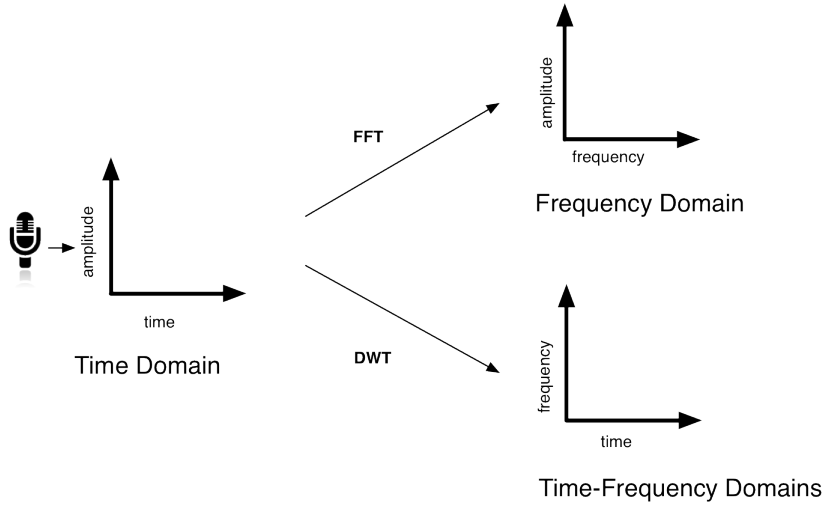 amplitude
time
Time Domain
FFT
DWT
amplitude
frequency
Frequency Domain
frequency
time
Time-Frequency Domains